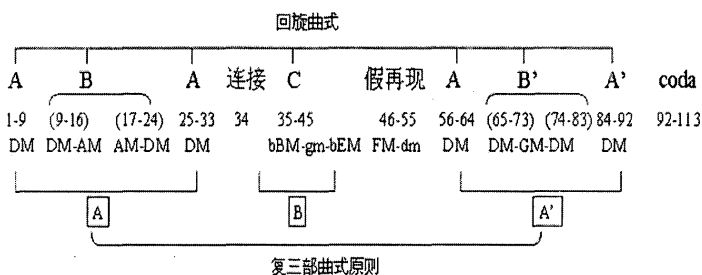 回旋曲式
A B A 连接 C 假再现 A B' A' coda
1-9 (9-16) (17-24) 25-33 34 35-45 46-55 56-64 (65-73) (74-83) 84-92 92-113
DM DM-AM AM-DM DM bBM-gm-bEM FM-dm DM DM-GM-DM DM
A B A'
复三部曲式原则